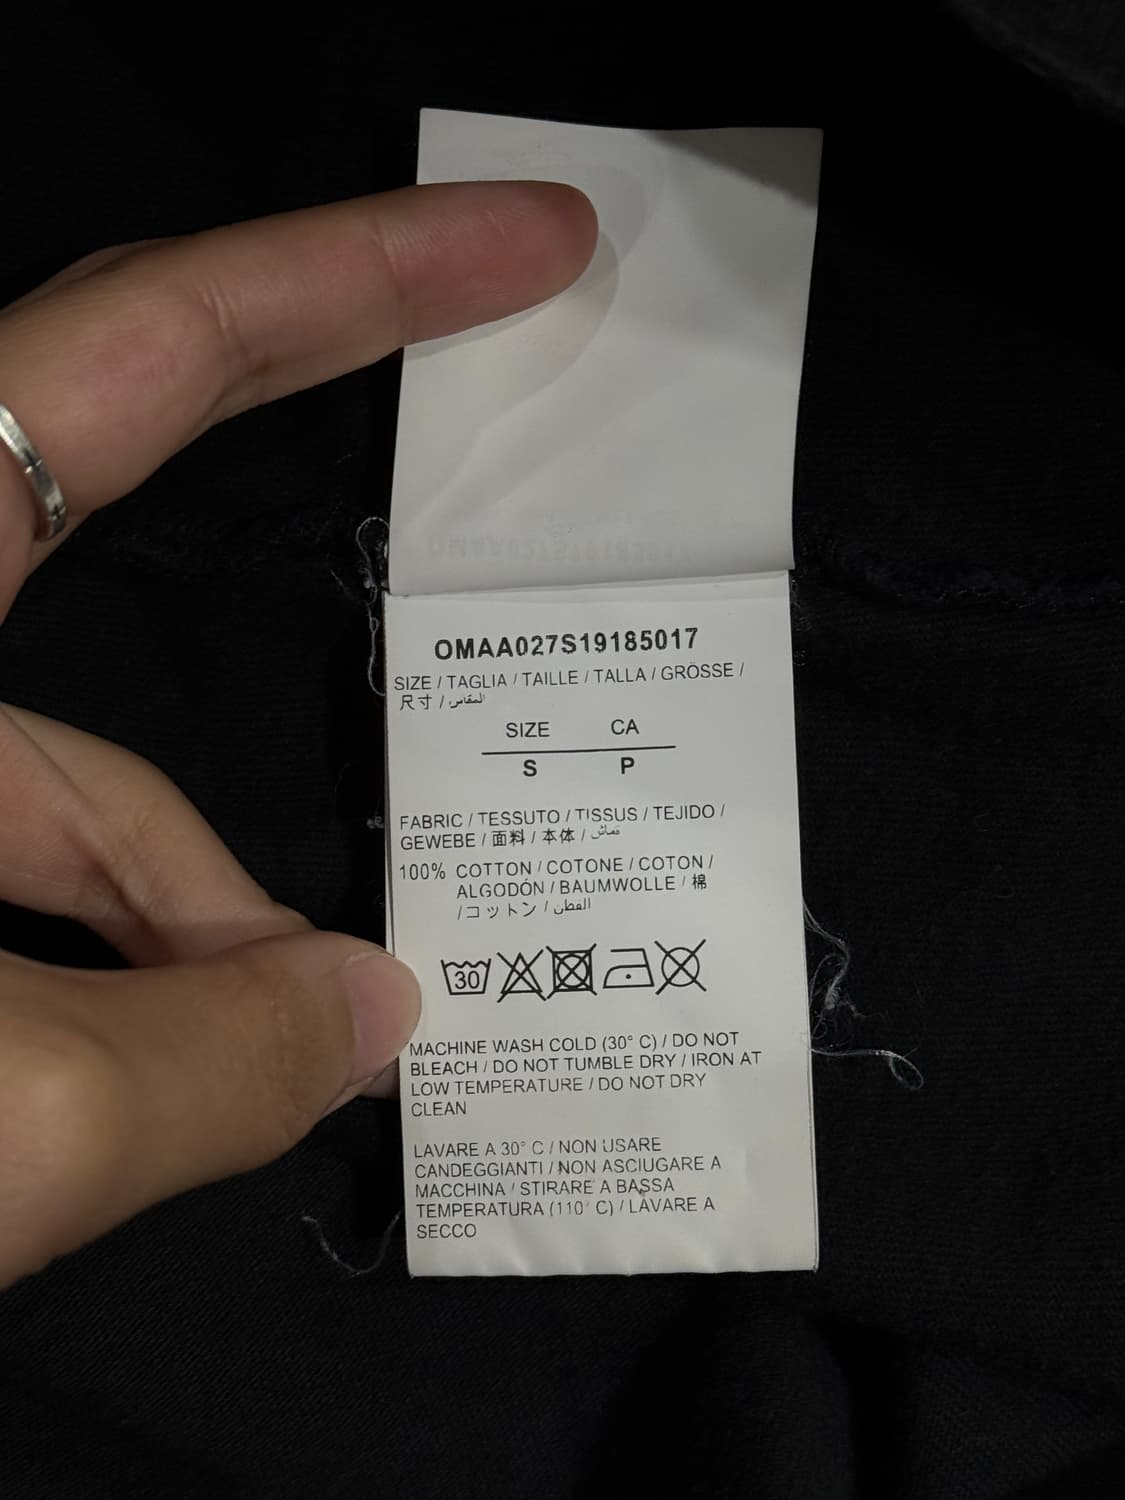 OMAA027S19185017
SIZE / TAGLIA / TAILLE / TALLA / GRÖSSE /
尺寸 / المقاس
SIZE CA
S P
FABRIC / TESSUTO / TISSUS / TEJIDO /
GEWEBE / 面料 / 本体 / قماش
100% COTTON / COTONE / COTON /
ALGODÓN / BAUMWOLLE / 棉
/ コットン / القطن
30
MACHINE WASH COLD (30° C) / DO NOT
BLEACH / DO NOT TUMBLE DRY / IRON AT
LOW TEMPERATURE / DO NOT DRY
CLEAN
LAVARE A 30° C / NON USARE
CANDEGGIANTI / NON ASCIUGARE A
MACCHINA / STIRARE A BASSA
TEMPERATURA (110° C) / LAVARE A
SECCO